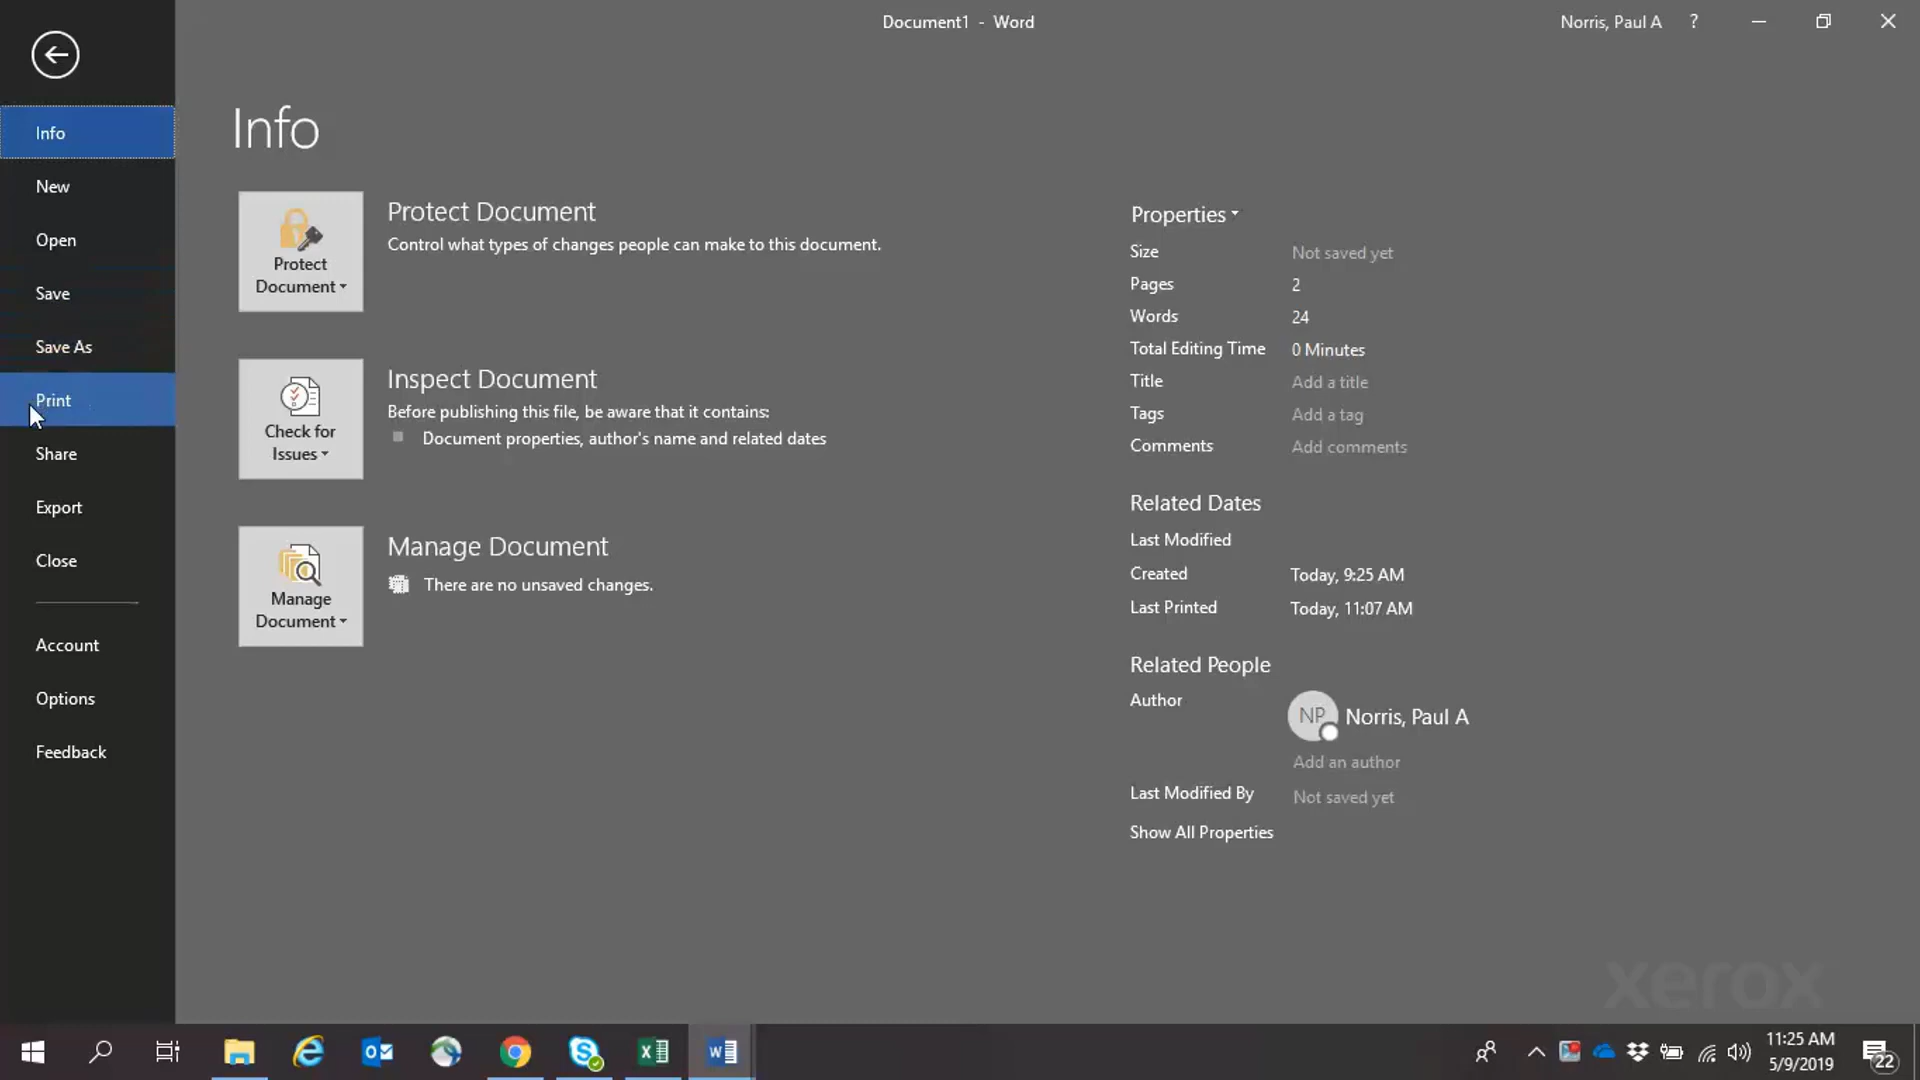 Document1 - Word
Norris, Paul A
?
Info
New
Open
Save
Save As
Print
Share
Export
Close
Account
Options
Feedback
Info
Protect
Document
Protect Document
Control what types of changes people can make to this document.
Check for
Issues
Inspect Document
Before publishing this file, be aware that it contains:
Document properties, author's name and related dates
Manage
Document
Manage Document
There are no unsaved changes.
Properties
Size Not saved yet
Pages 2
Words 24
Total Editing Time 0 Minutes
Title Add a title
Tags Add a tag
Comments Add comments
Related Dates
Last Modified
Created Today, 9:25 AM
Last Printed Today, 11:07 AM
Related People
Author NP Norris, Paul A
Add an author
Last Modified By Not saved yet
Show All Properties
xerox
11:25 AM
5/9/2019
22